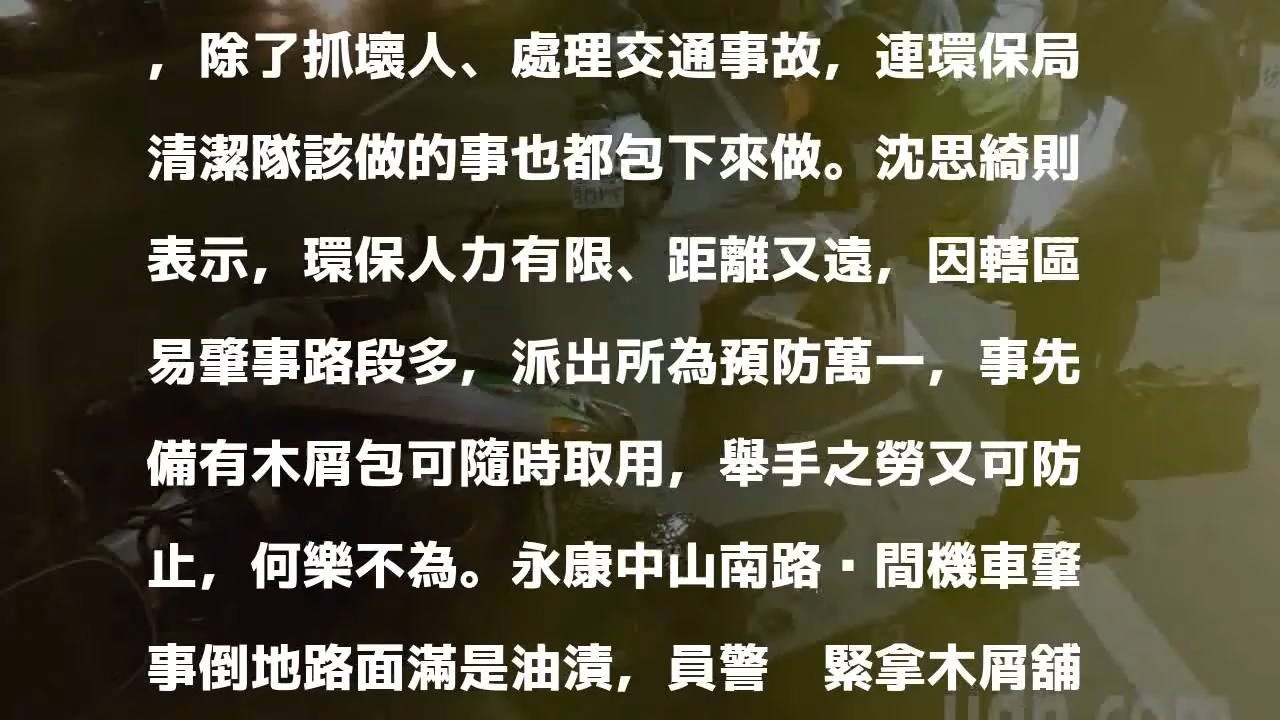 ，除了抓壞人、處理交通事故，連環保局
清潔隊該做的事也都包下來做。沈思綺則
表示，環保人力有限、距離又遠，因轄區
易肇事路段多，派出所為預防萬一，事先
備有木屑包可隨時取用，舉手之勞又可防
止，何樂不為。永康中山南路▪間機車肇
事倒地路面滿是油漬，員警　緊拿木屑舖
udn.com